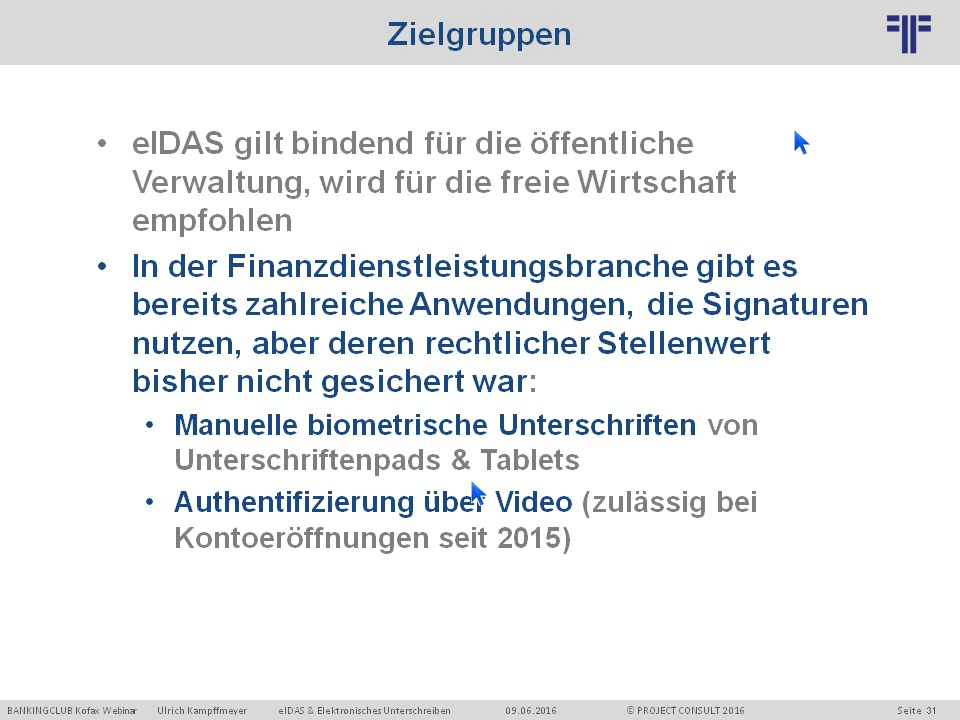 Zielgruppen
• eIDAS gilt bindend für die öffentliche
Verwaltung, wird für die freie Wirtschaft
empfohlen
• In der Finanzdienstleistungsbranche gibt es
bereits zahlreiche Anwendungen, die Signaturen
nutzen, aber deren rechtlicher Stellenwert
bisher nicht gesichert war:
• Manuelle biometrische Unterschriften von
Unterschriftenpads & Tablets
• Authentifizierung über Video (zulässig bei
Kontoeröffnungen seit 2015)
BANKINGCLUB Kofax Webinar Ulrich Kampffmeyer eIDAS & Elektronisches Unterschreiben 09.06.2016 © PROJECT CONSULT 2016 Seite 31